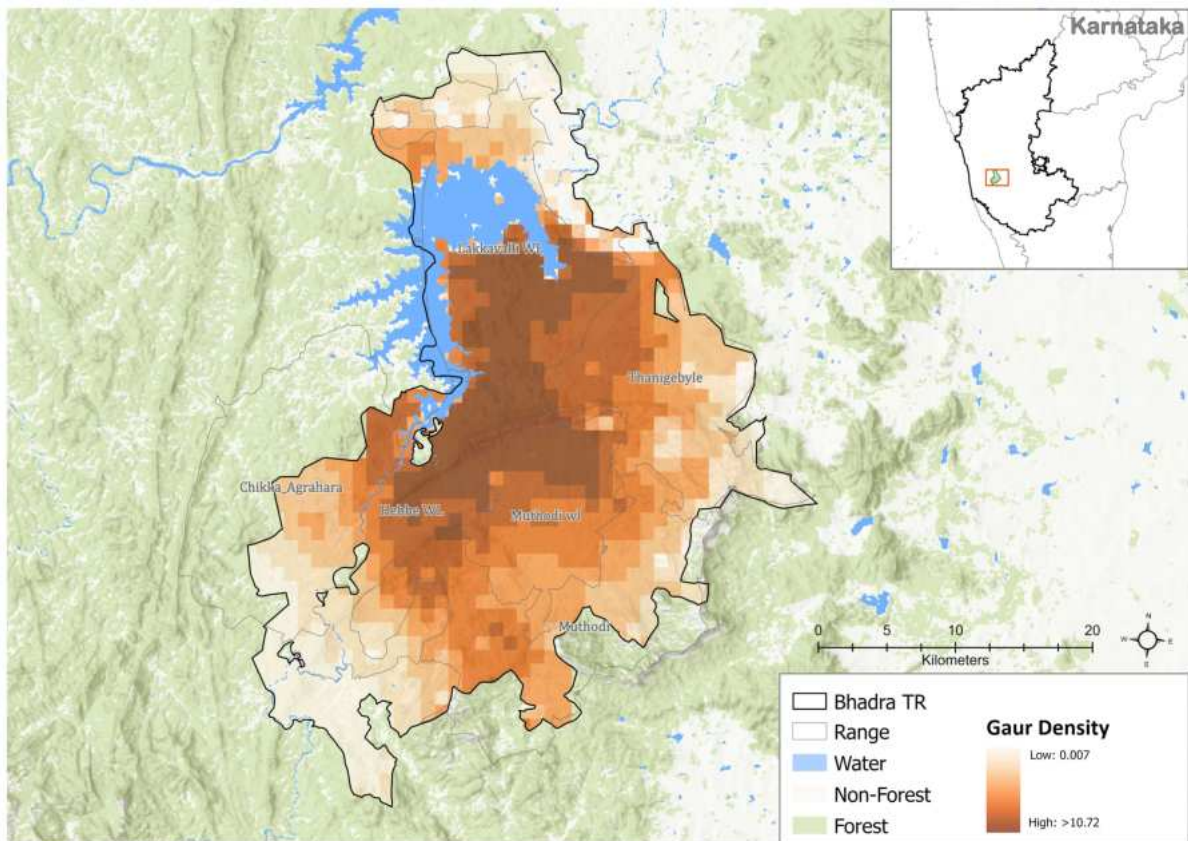 Karnataka
Lakkavalli WL
Thanigebyle
Chikka_Agrahara
Hebbe WL
Muthodi wl
Muthodi
N
W
E
S
0 5 10 20
Kilometers
Bhadra TR
Range
Water
Non-Forest
Forest
Gaur Density
Low: 0.007
High: >10.72